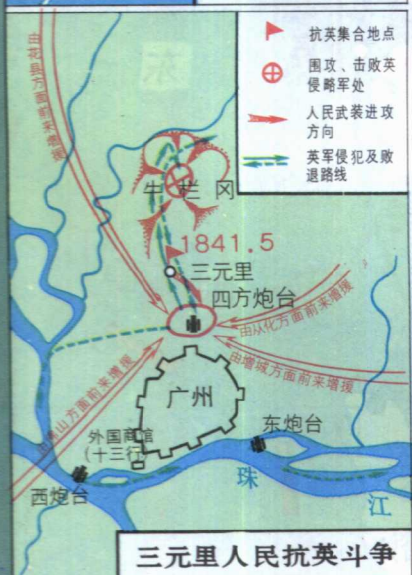 抗英集合地点
围攻、击败英
侵略军处
人民武装进攻
方向
英军侵犯及败
退路线
由花县方面前来增援
牛栏冈
1841.5
三元里
四方炮台
由从化方面前来增援
由增城方面前来增援
山方面前来增援
广州
外国商馆
(十三行)
东炮台
西炮台
珠江
三元里人民抗英斗争